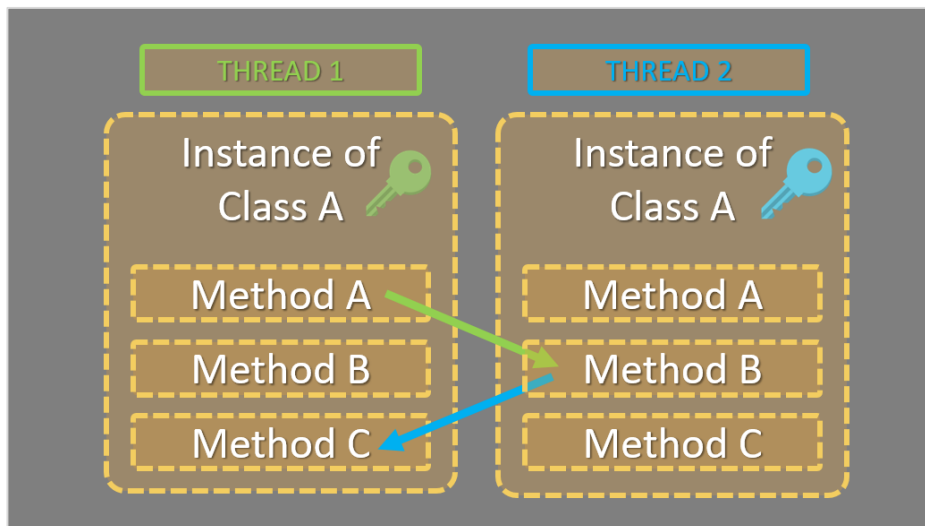 THREAD 1
Instance of
Class A
Method A
Method B
Method C
THREAD 2
Instance of
Class A
Method A
Method B
Method C